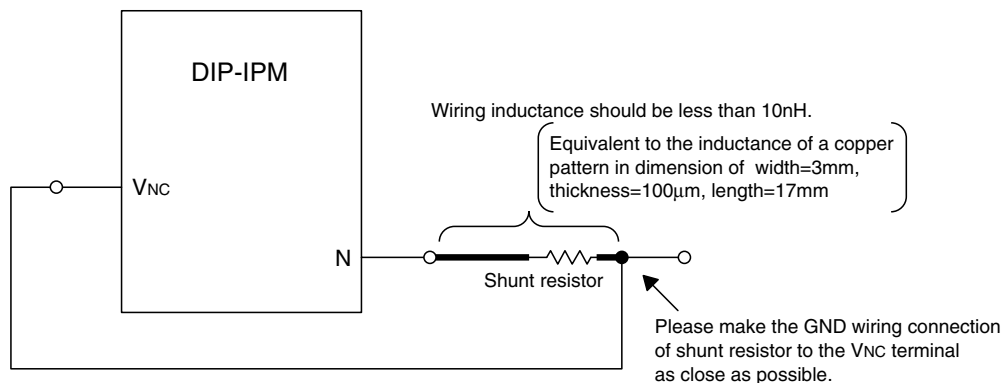 DIP-IPM
Wiring inductance should be less than 10nH.
Equivalent to the inductance of a copper
pattern in dimension of width=3mm,
thickness=100μm, length=17mm
VNC
N
Shunt resistor
Please make the GND wiring connection
of shunt resistor to the VNC terminal
as close as possible.